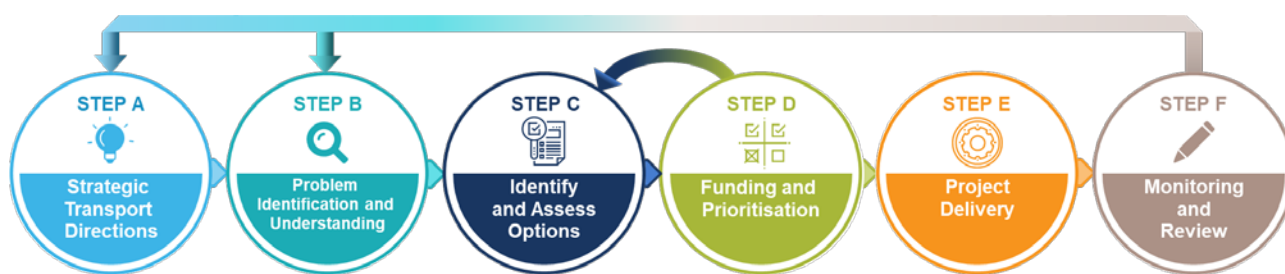 STEP A
Strategic
Transport
Directions
STEP B
Problem
Identification and
Understanding
STEP C
Identify
and Assess
Options
STEP D
Funding and
Prioritisation
STEP E
Project
Delivery
STEP F
Monitoring
and
Review